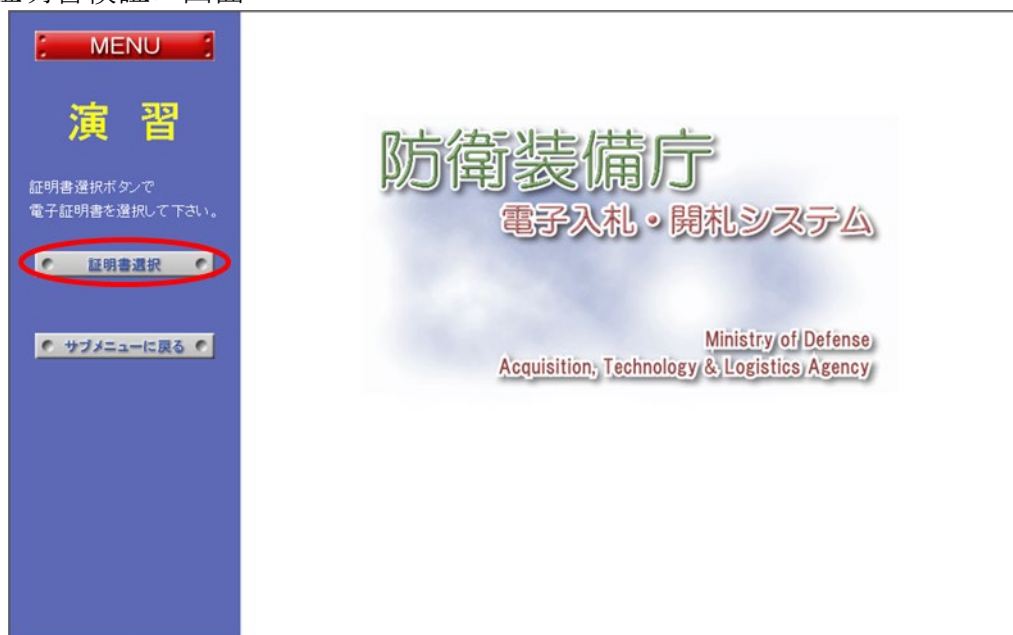 MENU
演 習
証明書選択ボタンで
電子証明書を選択して下さい。
証明書選択
サブメニューに戻る
防衛装備庁
電子入札・開札システム
Ministry of Defense
Acquisition, Technology & Logistics Agency